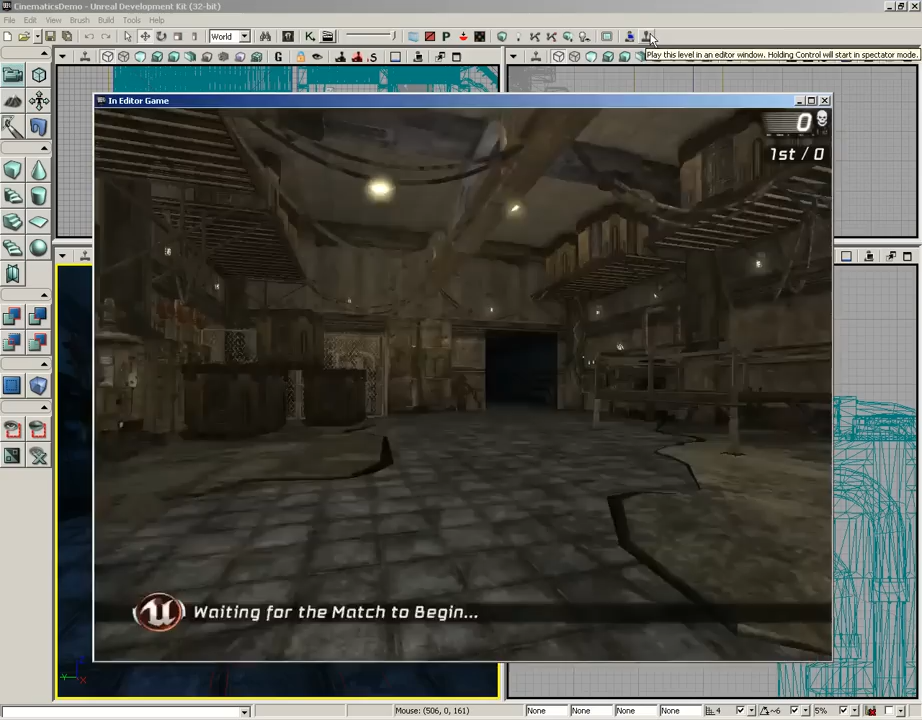 CinematicsDemo - Unreal Development Kit (32-bit)
File Edit View Brush Build Tools Help
World
Play this level in an editor window. Holding Control will start in spectator mode.
In Editor Game
0
1st / 0
Waiting for the Match to Begin...
Mouse: (506, 0, 161)
None None None None 4 ~6 5%